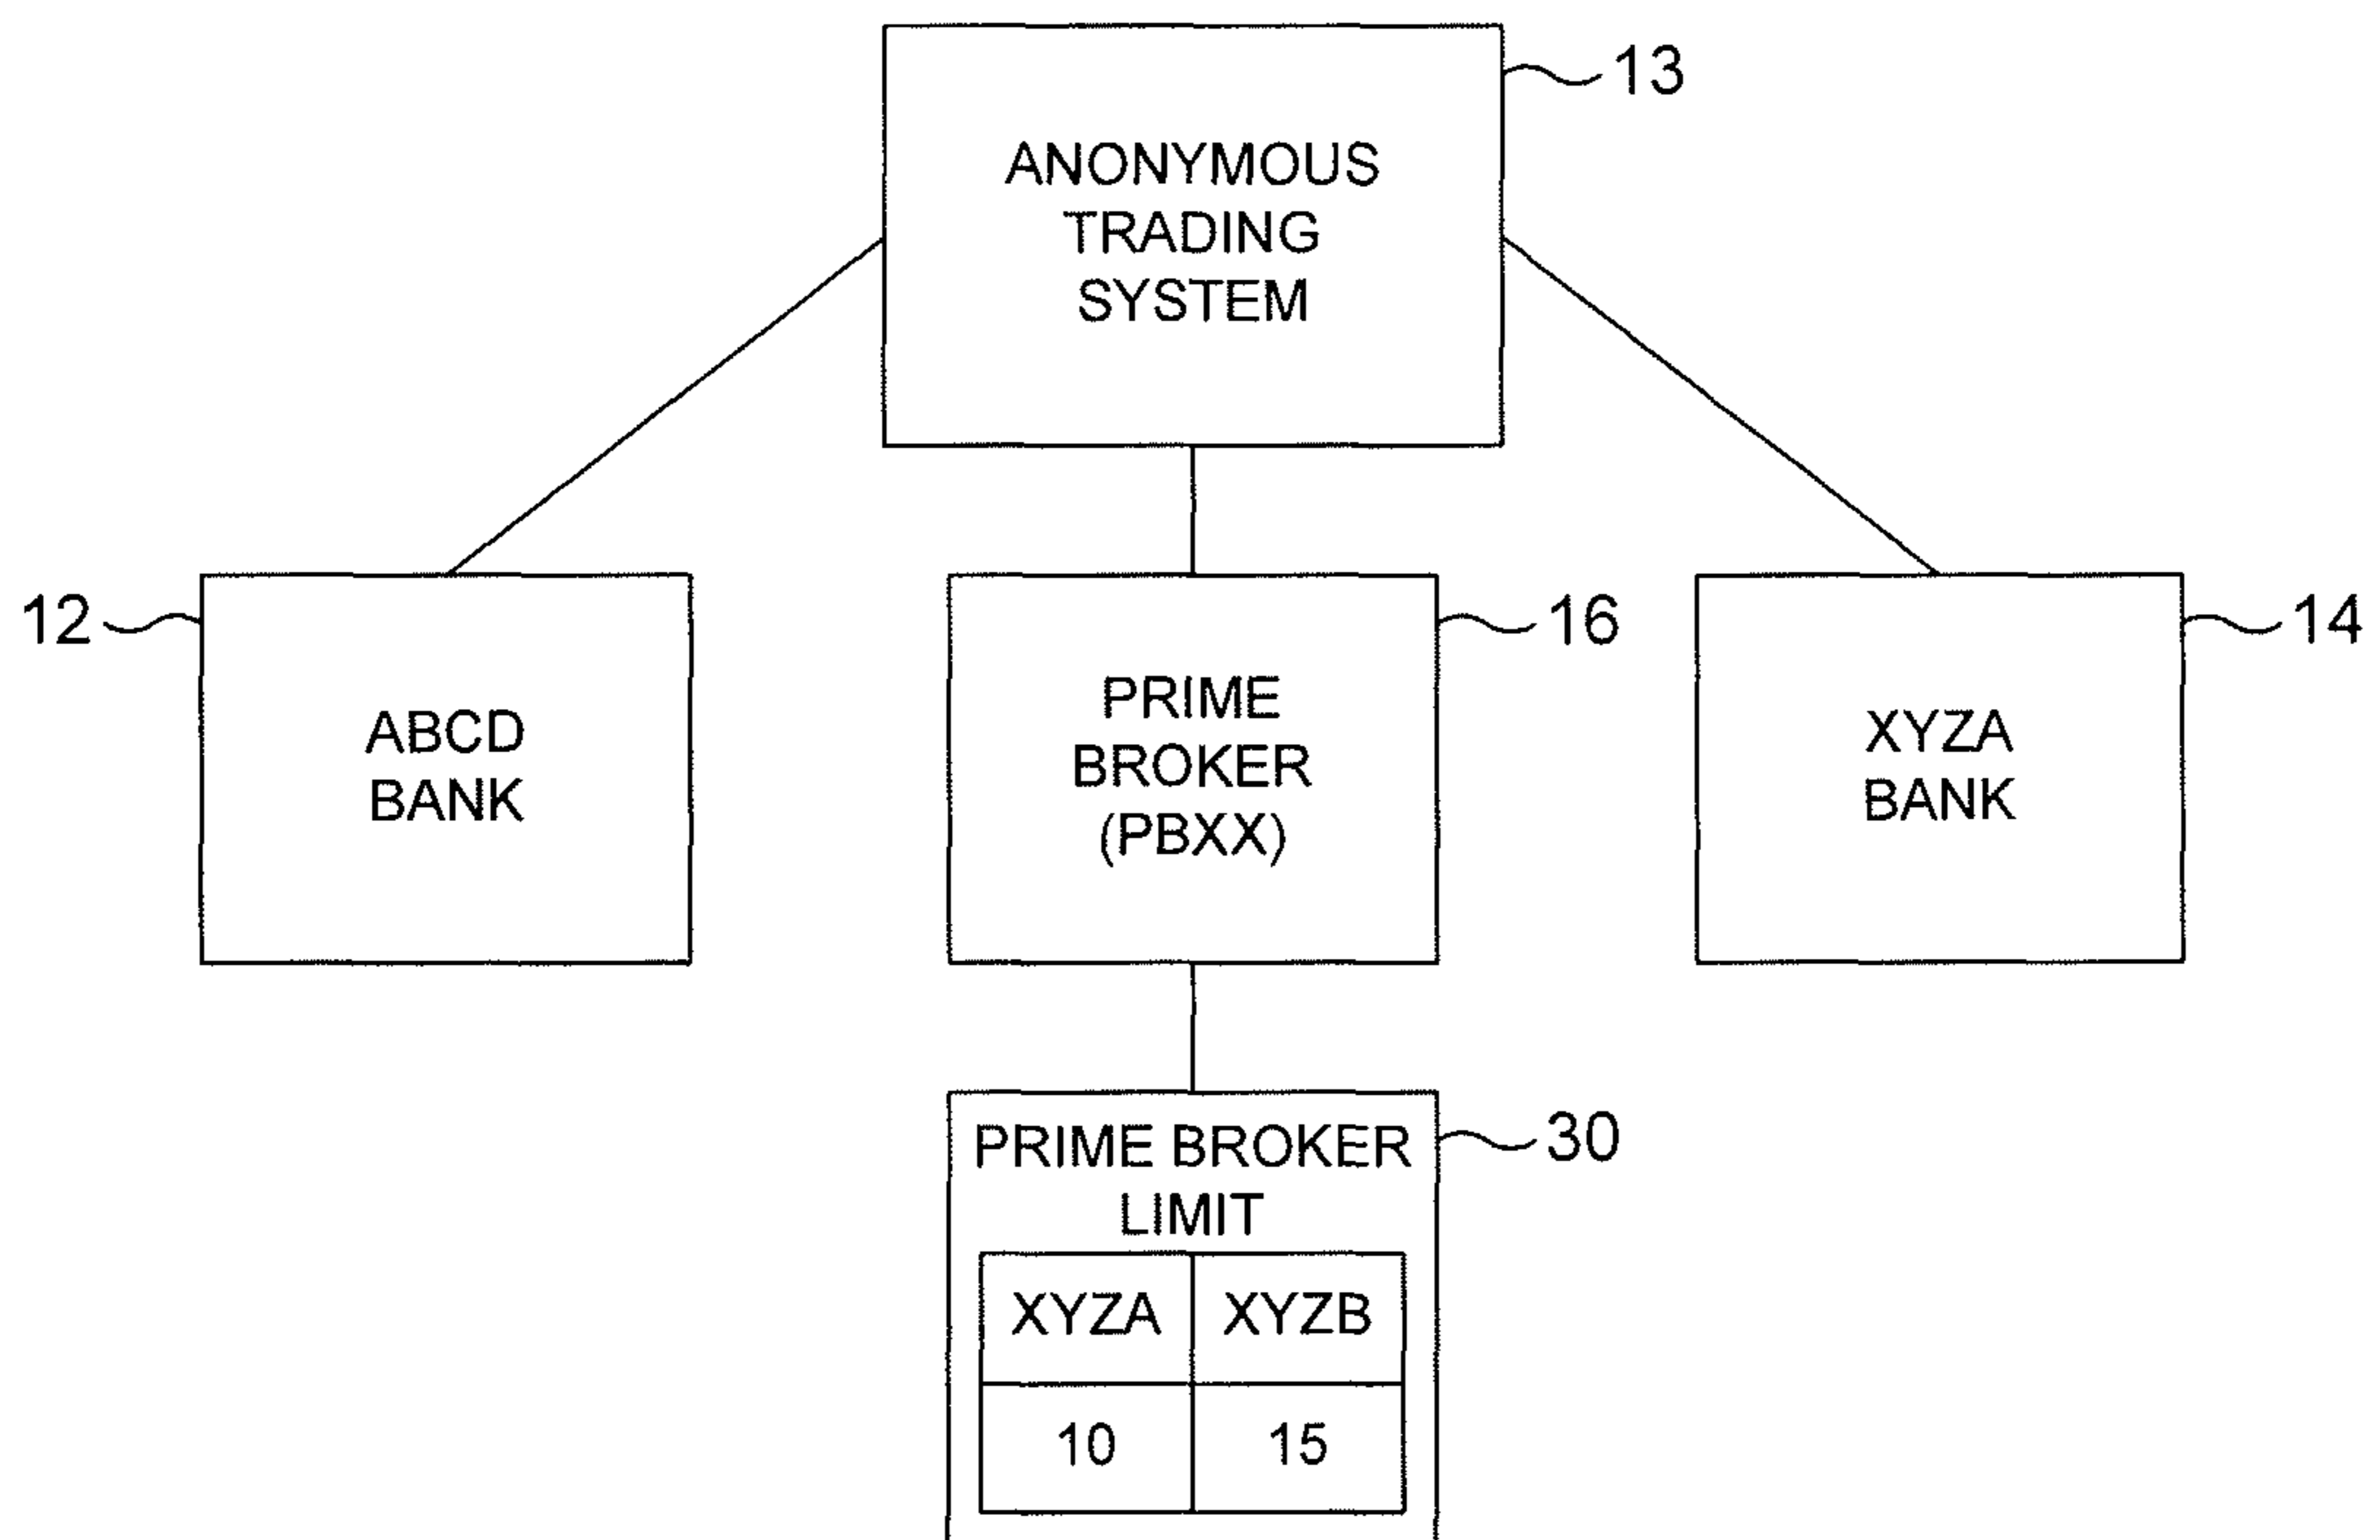 13
ANONYMOUS
TRADING
SYSTEM
12
16
14
ABCD
BANK
PRIME
BROKER
(PBXX)
XYZA
BANK
30
PRIME BROKER
LIMIT
XYZA XYZB
10 15